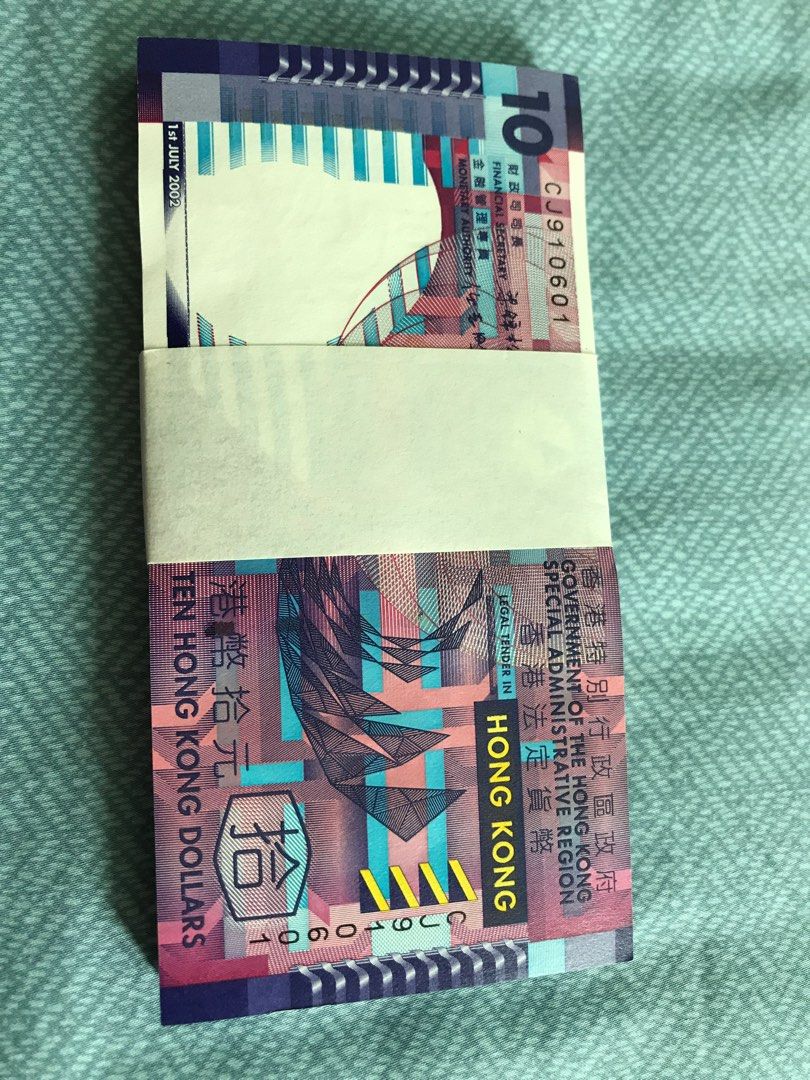 香港特別行政區政府
GOVERNMENT OF THE HONG KONG
SPECIAL ADMINISTRATIVE REGION
香港法定貨幣
LEGAL TENDER IN
HONG KONG
10
CJ910601
財政司司長
FINANCIAL SECRETARY
金融管理專員
MONETARY AUTHORITY
1st JULY 2002
CJ910601
拾
港幣拾元
TEN HONG KONG DOLLARS